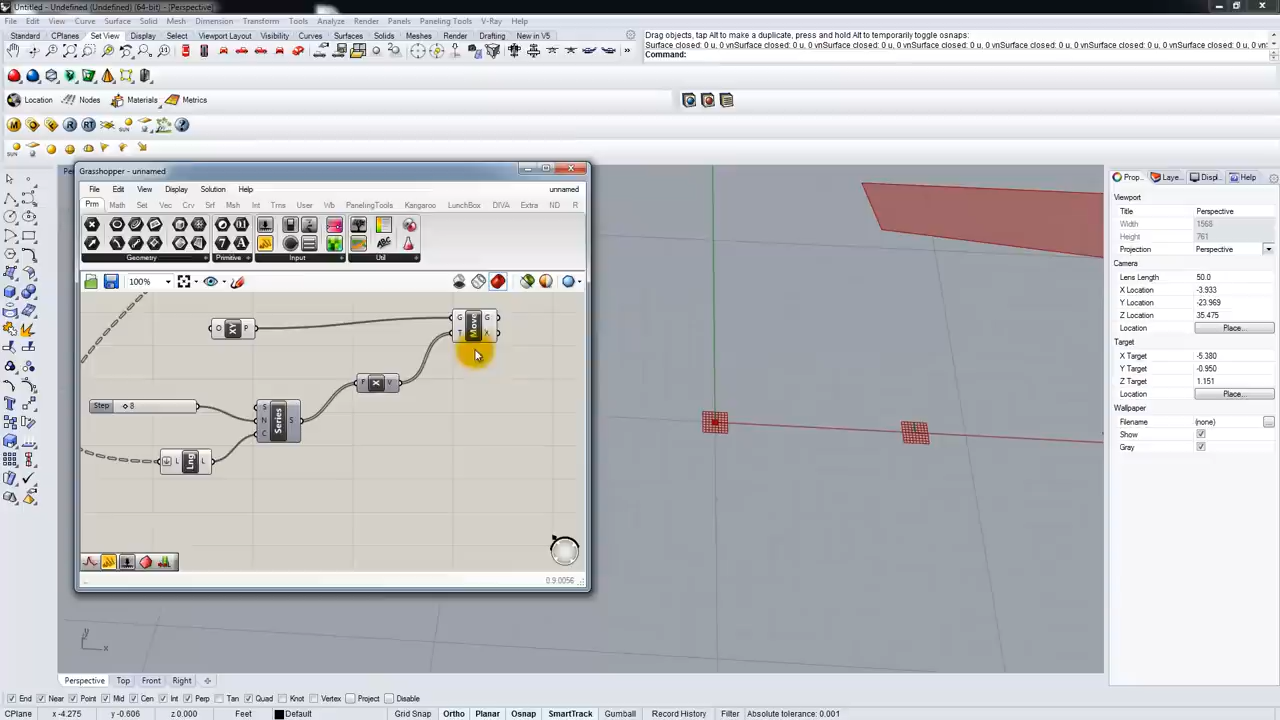 Untitled - Undefined (Undefined) (64-bit) - [Perspective]
File Edit View Curve Surface Solid Mesh Dimension Transform Tools Analyze Render Panels Paneling Tools V-Ray Help
Standard CPlanes Set View Display Select Viewport Layout Visibility Curves Surfaces Solids Meshes Render Drafting New in V5
Drag objects, tap Alt to make a duplicate, press and hold Alt to temporarily toggle osnaps:
Command:
Location Nodes Materials Metrics
Grasshopper - unnamed
File Edit View Display Solution Help unnamed
Prm Math Set Vec Crv Srf Msh Int Trns User Wb PanelingTools Kangaroo LunchBox DIVA Extra ND R
Geometry Primitive Input Util
100%
O XY P
G T Move G X
F X V
Step 8
S N C Series S
L Lng L
0.9.0056
y x
Perspective Top Front Right
Prop... Laye... Displ... Help
Viewport
Title Perspective
Width 1568
Height 761
Projection Perspective
Camera
Lens Length 50.0
X Location -3.933
Y Location -23.969
Z Location 35.475
Location Place...
Target
X Target -5.380
Y Target -0.950
Z Target 1.151
Location Place...
Wallpaper
Filename (none)
Show
Gray
End Near Point Mid Cen Int Perp Tan Quad Knot Vertex Project Disable
CPlane x -4.275 y -0.606 z 0.000 Feet Default Grid Snap Ortho Planar Osnap SmartTrack Gumball Record History Filter Absolute tolerance: 0.001